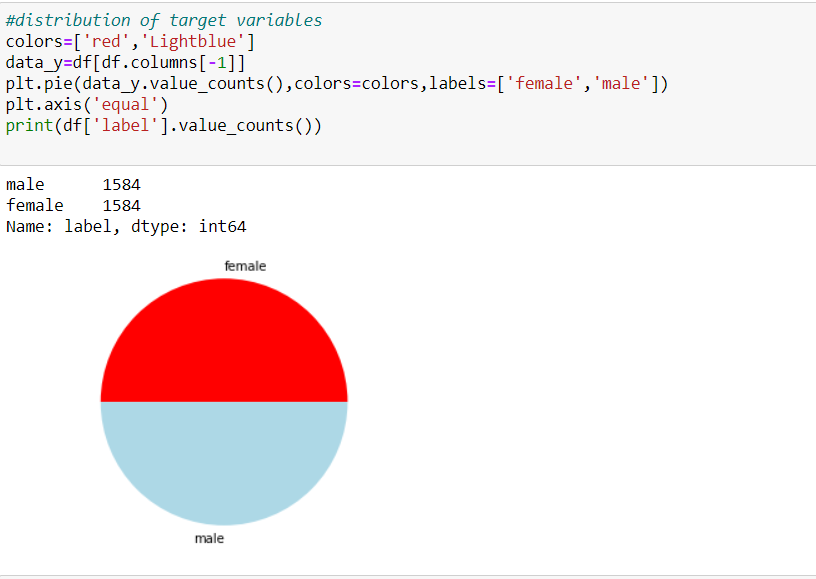 #distribution of target variables
colors=['red','Lightblue']
data_y=df[df.columns[-1]]
plt.pie(data_y.value_counts(),colors=colors,labels=['female','male'])
plt.axis('equal')
print(df['label'].value_counts())
male      1584
female    1584
Name: label, dtype: int64
female
male